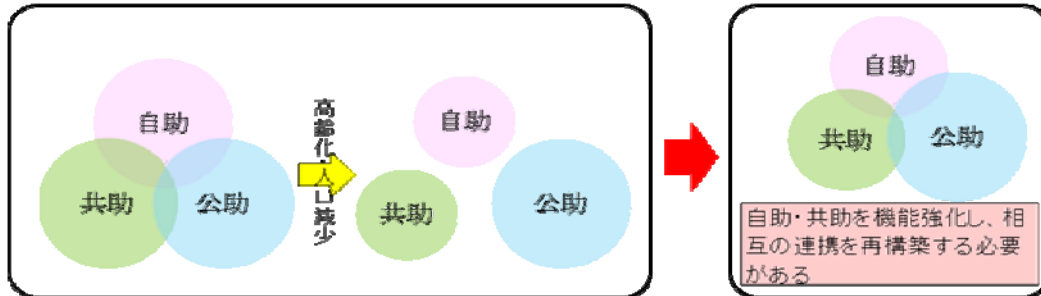 自助
共助
公助
高齢化・人口減少
自助
共助
公助
自助
共助
公助
自助・共助を機能強化し、相
互の連携を再構築する必要
がある